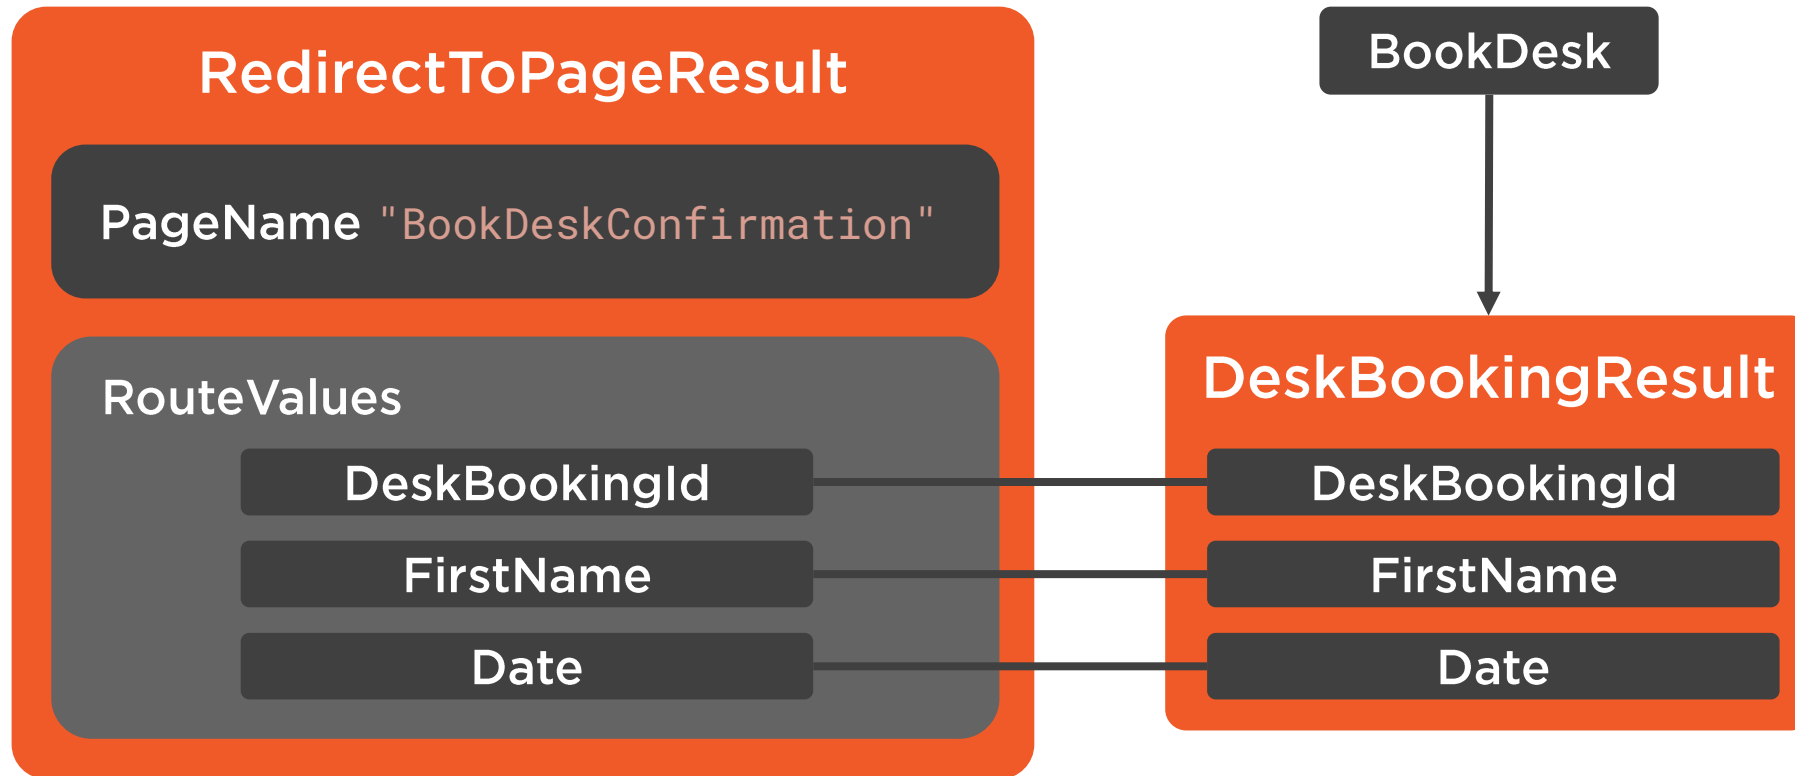 RedirectToPageResult
PageName "BookDeskConfirmation"
RouteValues
DeskBookingId
FirstName
Date
BookDesk
DeskBookingResult
DeskBookingId
FirstName
Date